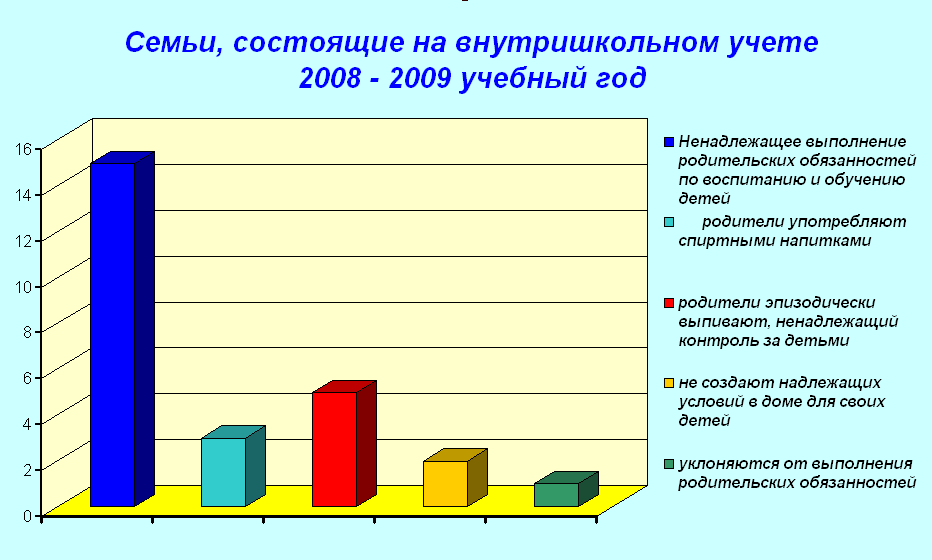 Семьи, состоящие на внутришкольном учете
2008 - 2009 учебный год
16
14
12
10
8
6
4
2
0
Ненадлежащее выполнение
родительских обязанностей
по воспитанию и обучению
детей
родители употребляют
спиртными напитками
родители эпизодически
выпивают, ненадлежащий
контроль за детьми
не создают надлежащих
условий в доме для своих
детей
уклоняются от выполнения
родительских обязанностей